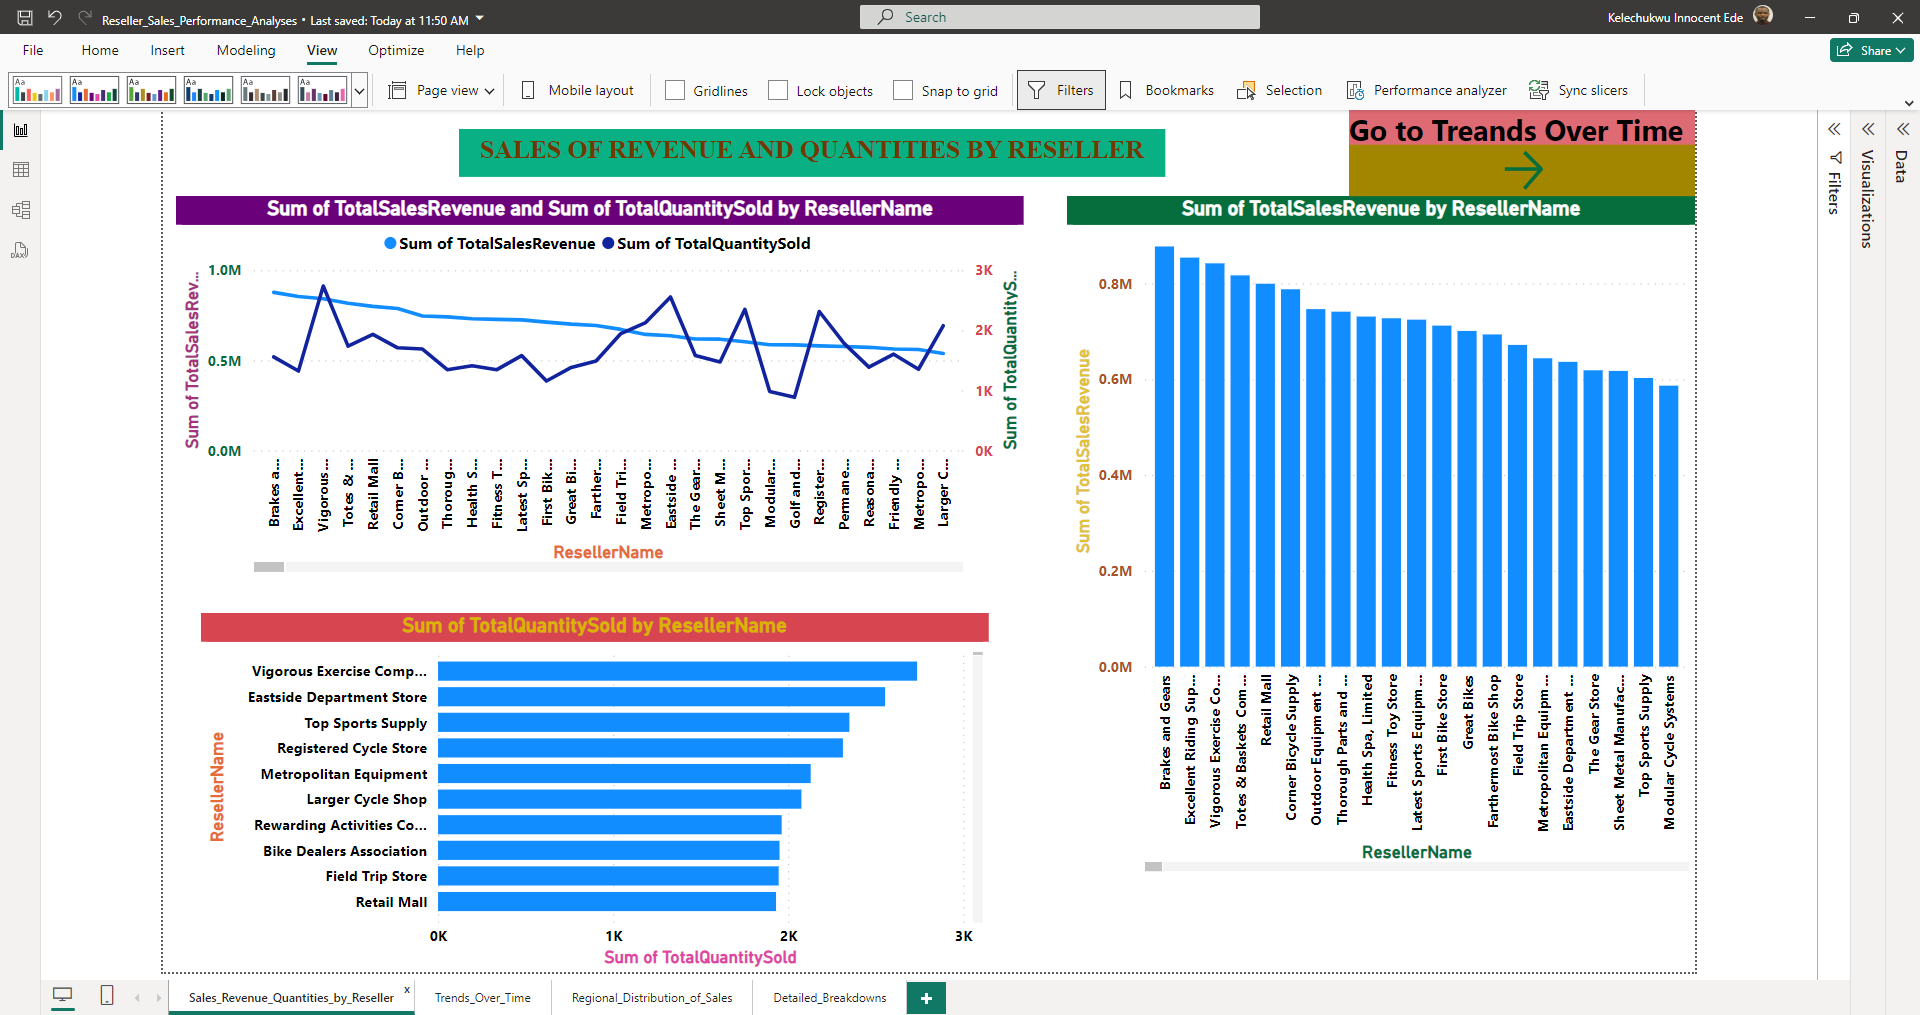 Reseller_Sales_Performance_Analyses • Last saved: Today at 11:50 AM
Search
Kelechukwu Innocent Ede
File Home Insert Modeling View Optimize Help
Share
Aa Aa Aa Aa Aa Aa
Page view Mobile layout Gridlines Lock objects Snap to grid Filters Bookmarks Selection Performance analyzer Sync slicers
SALES OF REVENUE AND QUANTITIES BY RESELLER
Go to Treands Over Time
Sum of TotalSalesRevenue and Sum of TotalQuantitySold by ResellerName
Sum of TotalSalesRevenue Sum of TotalQuantitySold
Sum of TotalSalesRev...
1.0M
0.5M
0.0M
3K
2K
1K
0K
Sum of TotalQuantityS...
Brakes a...
Excellent...
Vigorous...
Totes & ...
Retail Mall
Corner B...
Outdoor ...
Thoroug...
Health S...
Fitness T...
Latest Sp...
First Bik...
Great Bi...
Farther...
Field Tri...
Metropo...
Eastside ...
The Gear...
Sheet M...
Top Spor...
Modular...
Golf and...
Register...
Permane...
Reasona...
Friendly ...
Metropo...
Larger C...
ResellerName
Sum of TotalQuantitySold by ResellerName
ResellerName
Vigorous Exercise Comp...
Eastside Department Store
Top Sports Supply
Registered Cycle Store
Metropolitan Equipment
Larger Cycle Shop
Rewarding Activities Co...
Bike Dealers Association
Field Trip Store
Retail Mall
0K 1K 2K 3K
Sum of TotalQuantitySold
Sum of TotalSalesRevenue by ResellerName
Sum of TotalSalesRevenue
0.8M
0.6M
0.4M
0.2M
0.0M
Brakes and Gears
Excellent Riding Sup...
Vigorous Exercise Co...
Totes & Baskets Com...
Retail Mall
Corner Bicycle Supply
Outdoor Equipment ...
Thorough Parts and ...
Health Spa, Limited
Fitness Toy Store
Latest Sports Equipm...
First Bike Store
Great Bikes
Farthermost Bike Shop
Field Trip Store
Metropolitan Equipm...
Eastside Department ...
The Gear Store
Sheet Metal Manufac...
Top Sports Supply
Modular Cycle Systems
ResellerName
Filters
Visualizations
Data
DAX
Sales_Revenue_Quantities_by_Reseller x Trends_Over_Time Regional_Distribution_of_Sales Detailed_Breakdowns +